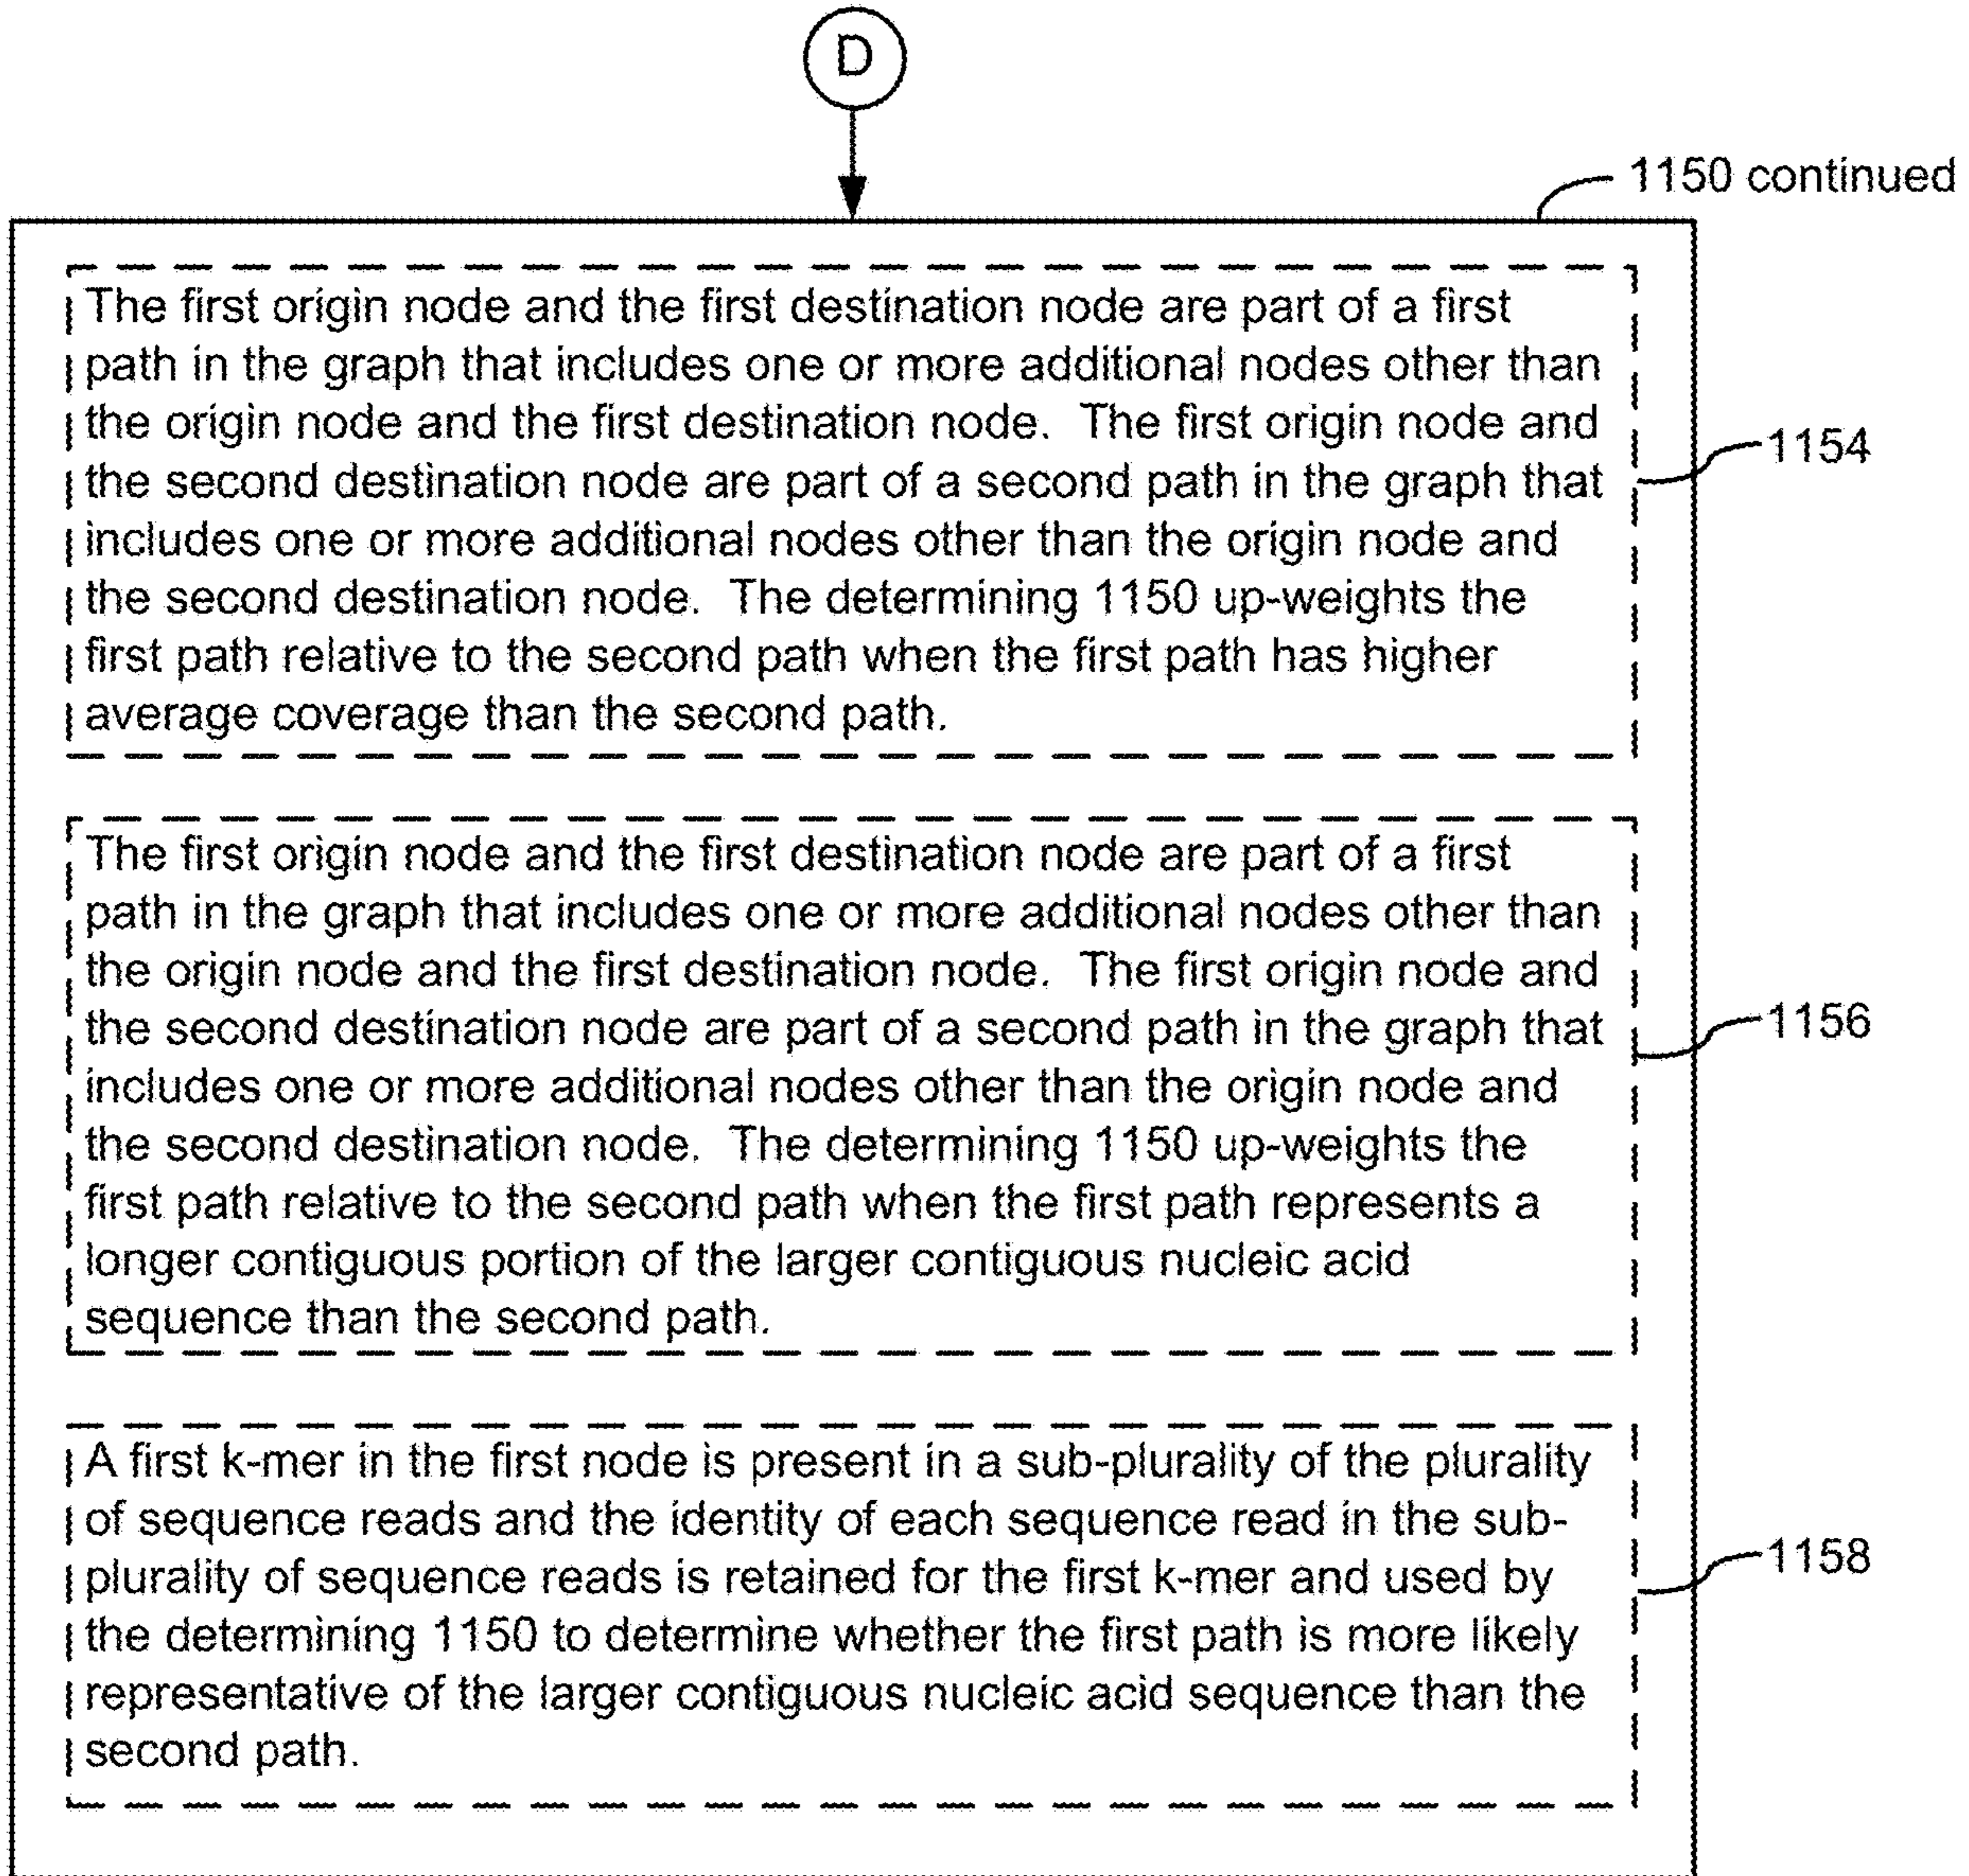 D
1150 continued
The first origin node and the first destination node are part of a first
path in the graph that includes one or more additional nodes other than
the origin node and the first destination node.  The first origin node and
the second destination node are part of a second path in the graph that
includes one or more additional nodes other than the origin node and
the second destination node.  The determining 1150 up-weights the
first path relative to the second path when the first path has higher
average coverage than the second path.
1154
The first origin node and the first destination node are part of a first
path in the graph that includes one or more additional nodes other than
the origin node and the first destination node.  The first origin node and
the second destination node are part of a second path in the graph that
includes one or more additional nodes other than the origin node and
the second destination node.  The determining 1150 up-weights the
first path relative to the second path when the first path represents a
longer contiguous portion of the larger contiguous nucleic acid
sequence than the second path.
1156
A first k-mer in the first node is present in a sub-plurality of the plurality
of sequence reads and the identity of each sequence read in the sub-
plurality of sequence reads is retained for the first k-mer and used by
the determining 1150 to determine whether the first path is more likely
representative of the larger contiguous nucleic acid sequence than the
second path.
1158